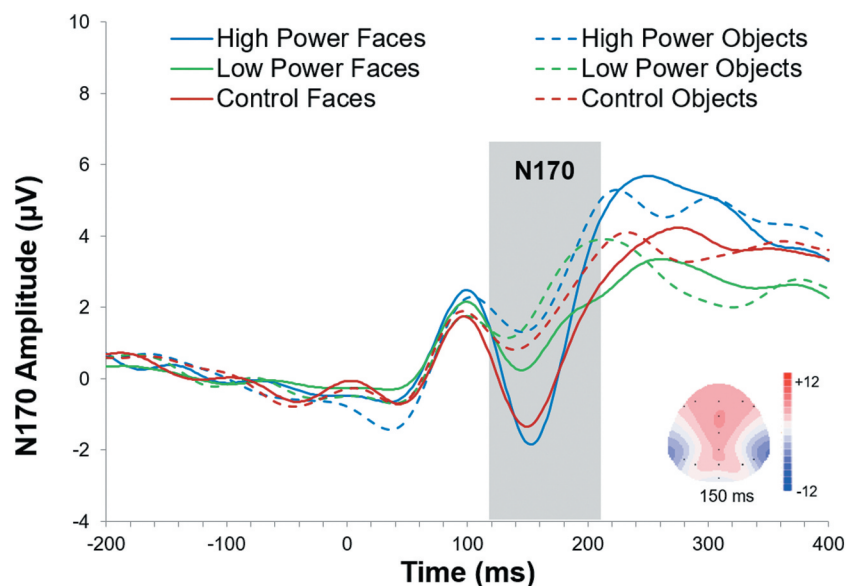 10
High Power Faces
High Power Objects
Low Power Faces
Low Power Objects
Control Faces
Control Objects
8
6
N170
4
2
0
-2
-4
N170 Amplitude (µV)
+12
-12
150 ms
-200
-100
0
100
200
300
400
Time (ms)